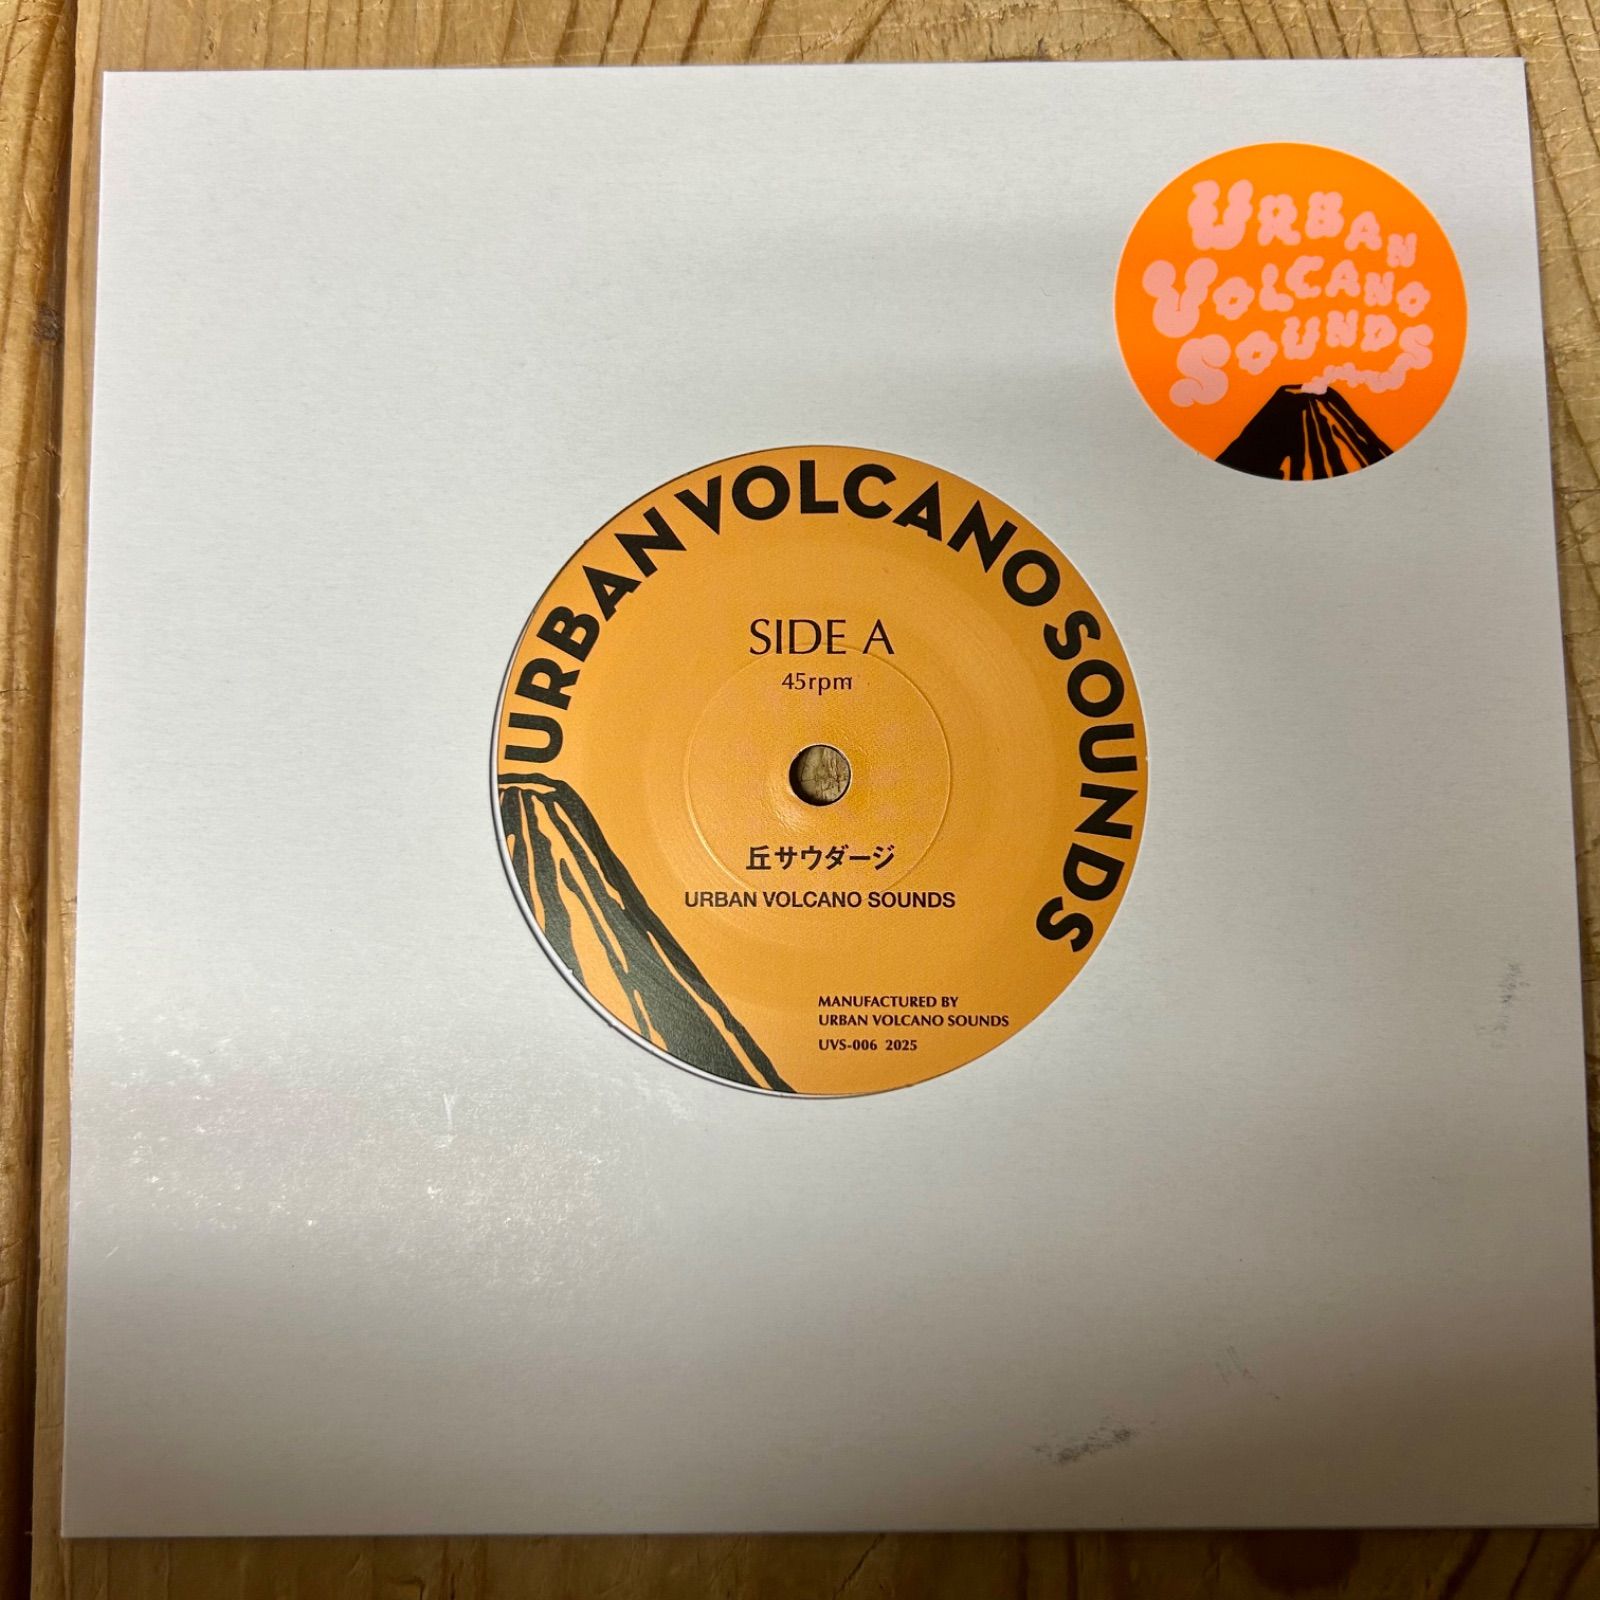 URBAN
VOLCANO
SOUNDS
URBAN VOLCANO SOUNDS
SIDE A
45rpm
丘サウダージ
URBAN VOLCANO SOUNDS
MANUFACTURED BY
URBAN VOLCANO SOUNDS
UVS-006 2025